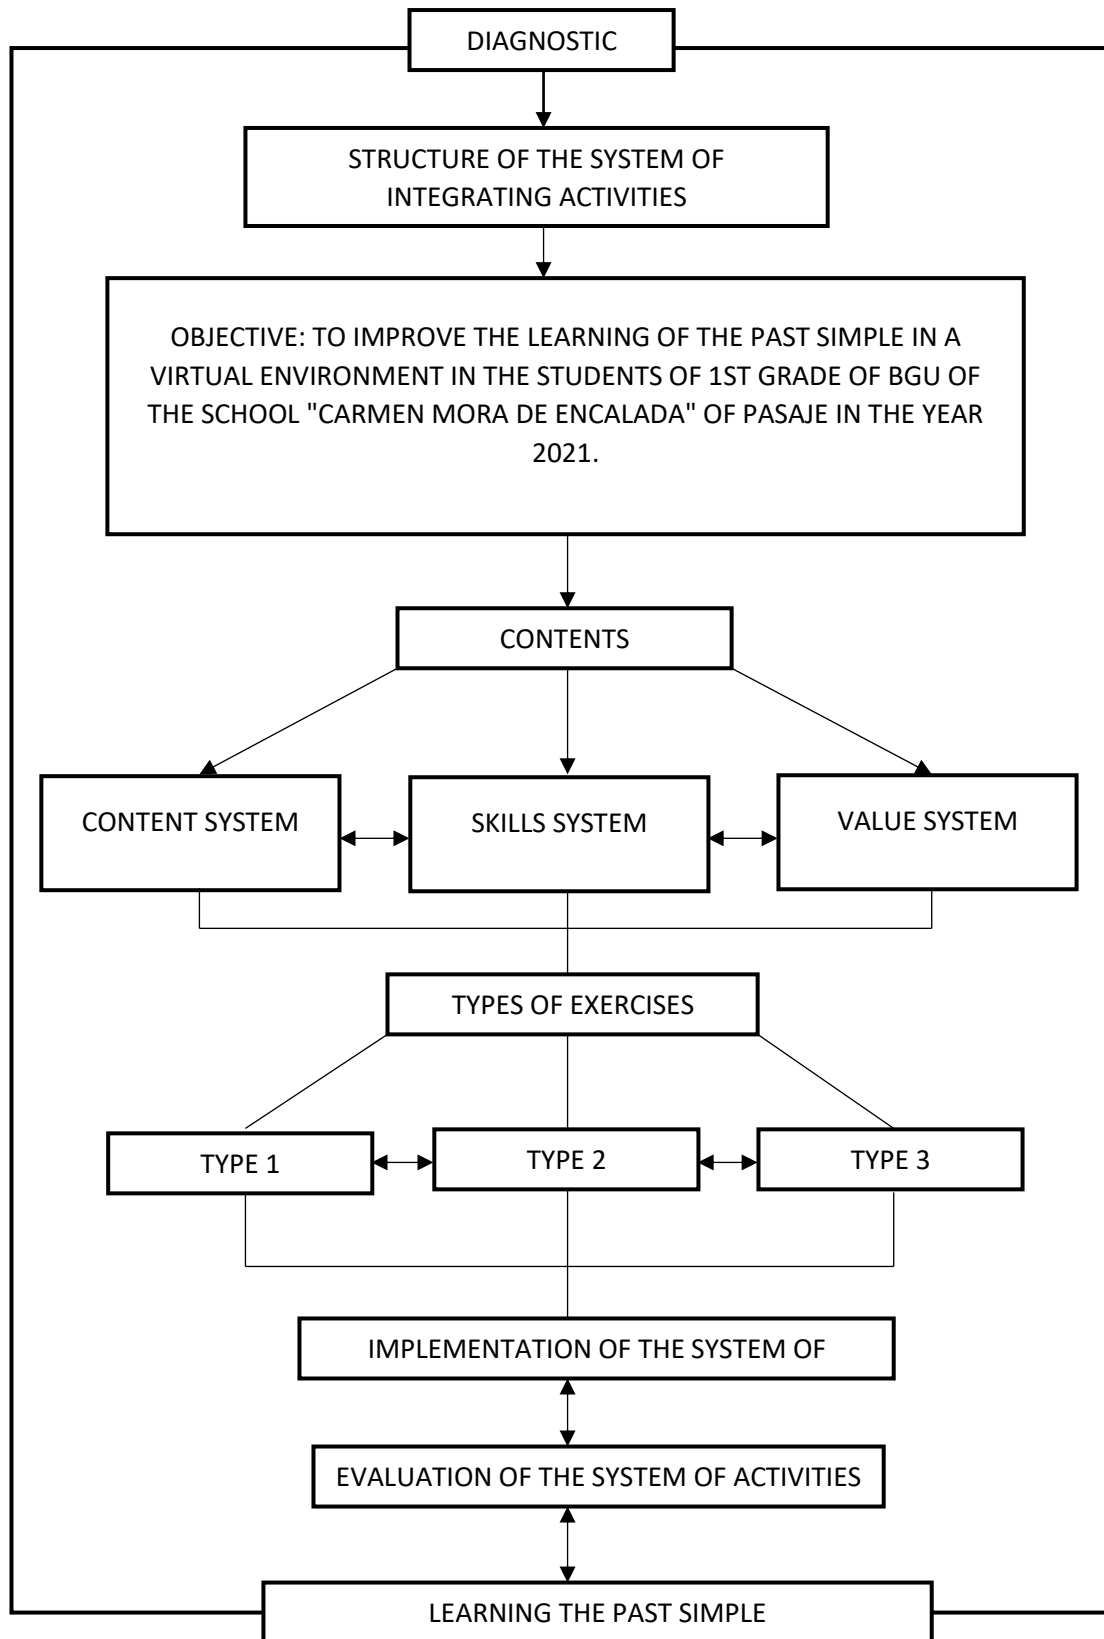 DIAGNOSTIC
STRUCTURE OF THE SYSTEM OF
INTEGRATING ACTIVITIES
OBJECTIVE: TO IMPROVE THE LEARNING OF THE PAST SIMPLE IN A
VIRTUAL ENVIRONMENT IN THE STUDENTS OF 1ST GRADE OF BGU OF
THE SCHOOL "CARMEN MORA DE ENCALADA" OF PASAJE IN THE YEAR
2021.
CONTENTS
CONTENT SYSTEM
SKILLS SYSTEM
VALUE SYSTEM
TYPES OF EXERCISES
TYPE 1
TYPE 2
TYPE 3
IMPLEMENTATION OF THE SYSTEM OF
EVALUATION OF THE SYSTEM OF ACTIVITIES
LEARNING THE PAST SIMPLE